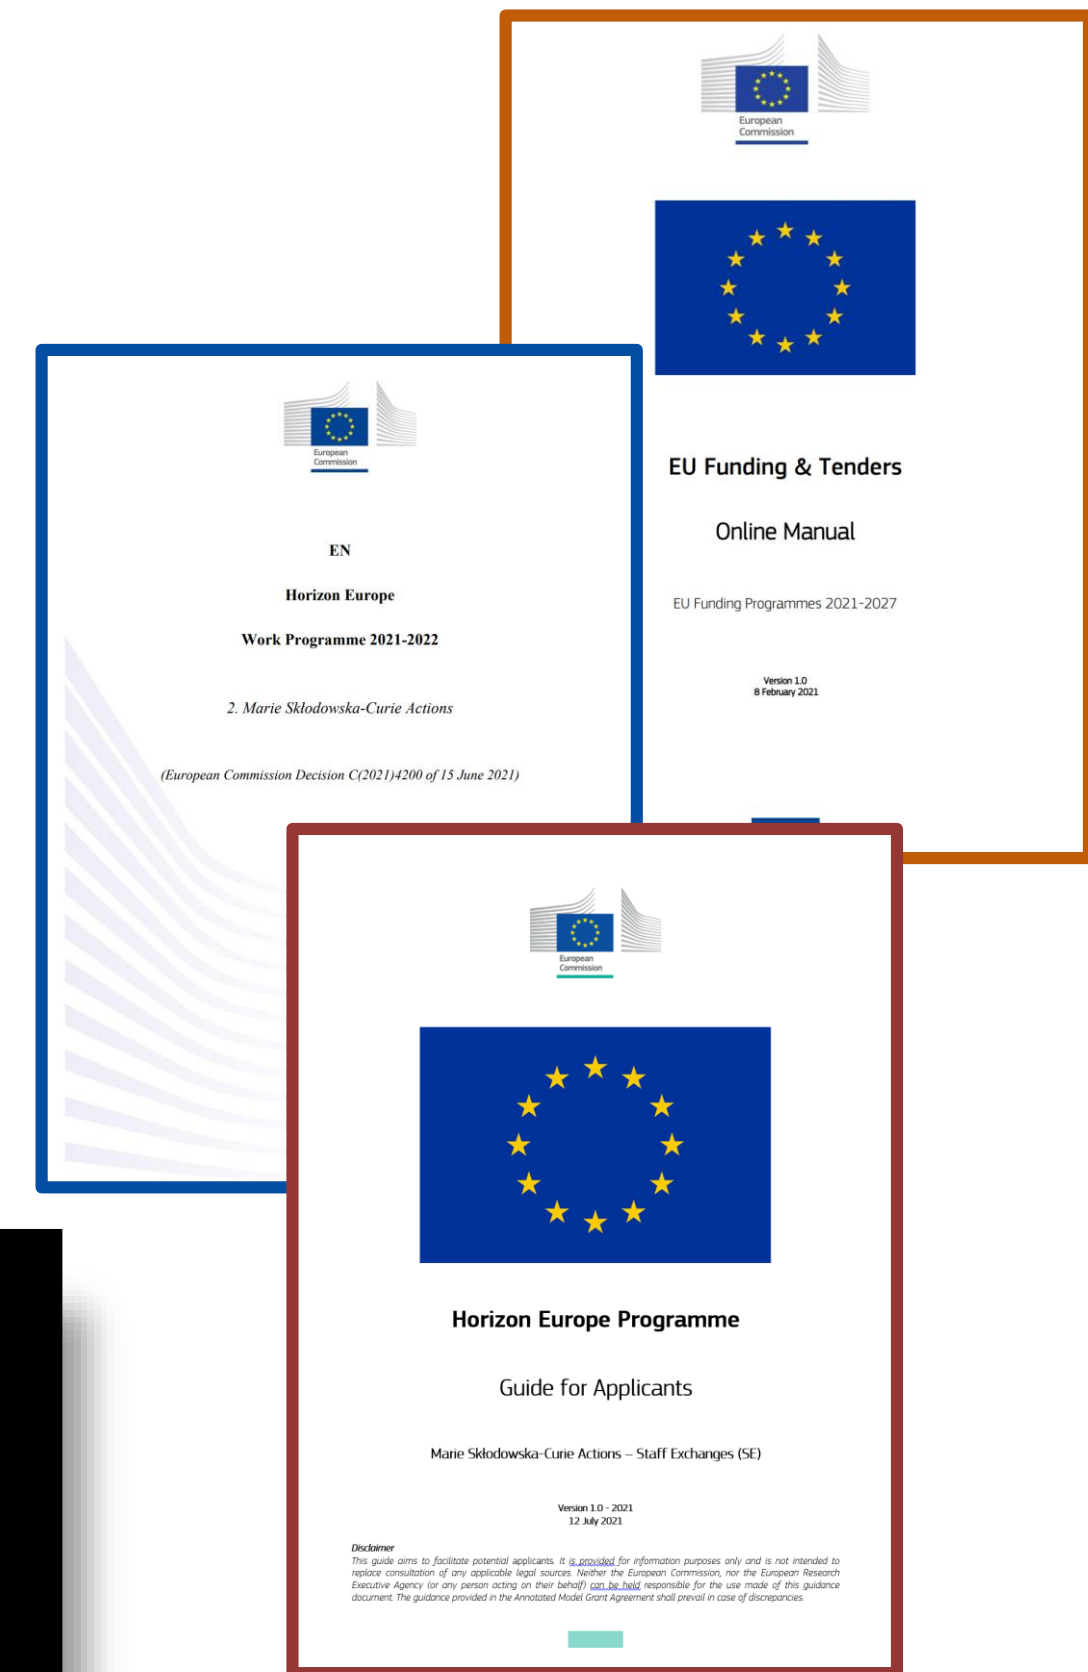 European
Commission
EU Funding & Tenders
Online Manual
EU Funding Programmes 2021-2027
Version 1.0
8 February 2021
European
Commission
EN
Horizon Europe
Work Programme 2021-2022
2. Marie Skłodowska-Curie Actions
(European Commission Decision C(2021)4200 of 15 June 2021)
European
Commission
Horizon Europe Programme
Guide for Applicants
Marie Skłodowska-Curie Actions – Staff Exchanges (SE)
Version 1.0 - 2021
12 July 2021
Disclaimer
This guide aims to facilitate potential applicants. It is provided for information purposes only and is not intended to
replace consultation of any applicable legal sources. Neither the European Commission, nor the European Research
Executive Agency (or any person acting on their behalf) can be held responsible for the use made of this guidance
document. The guidance provided in the Annotated Model Grant Agreement shall prevail in case of discrepancies.